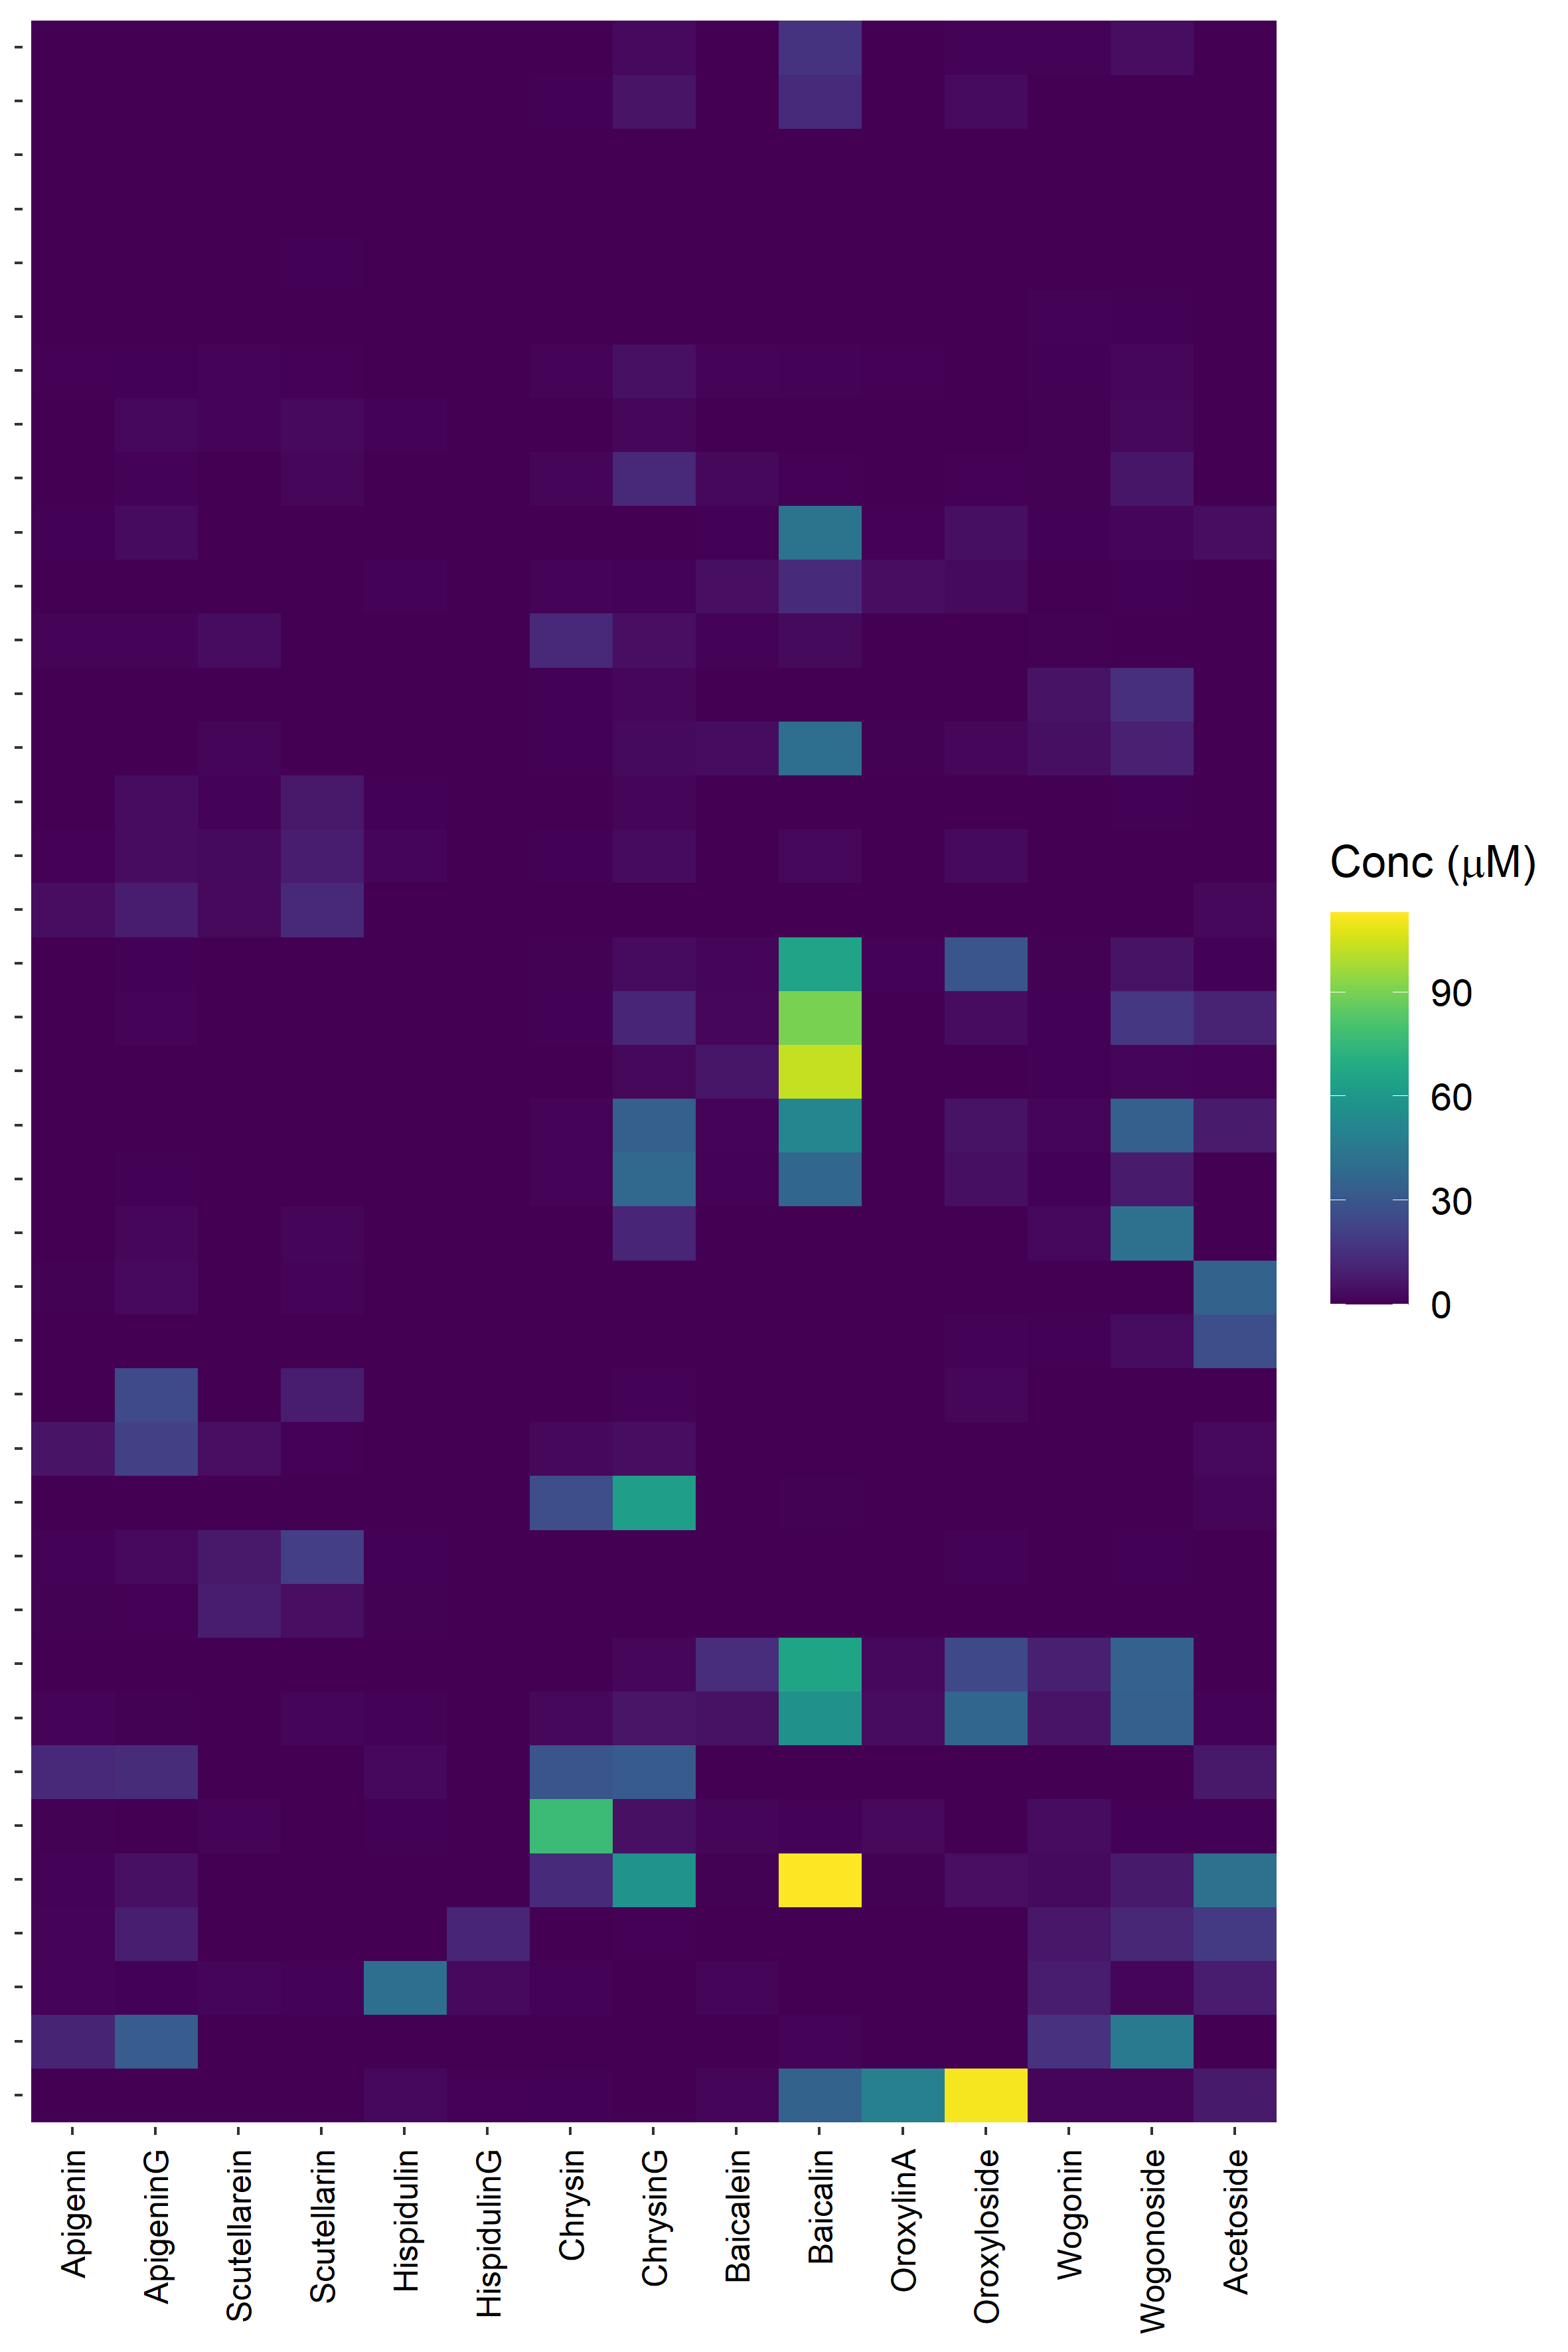 Conc (μM)
90
60
30
0
Apigenin
ApigeninG
Scutellarein
Scutellarin
Hispidulin
HispidulinG
Chrysin
ChrysinG
Baicalein
Baicalin
OroxylinA
Oroxyloside
Wogonin
Wogonoside
Acetoside